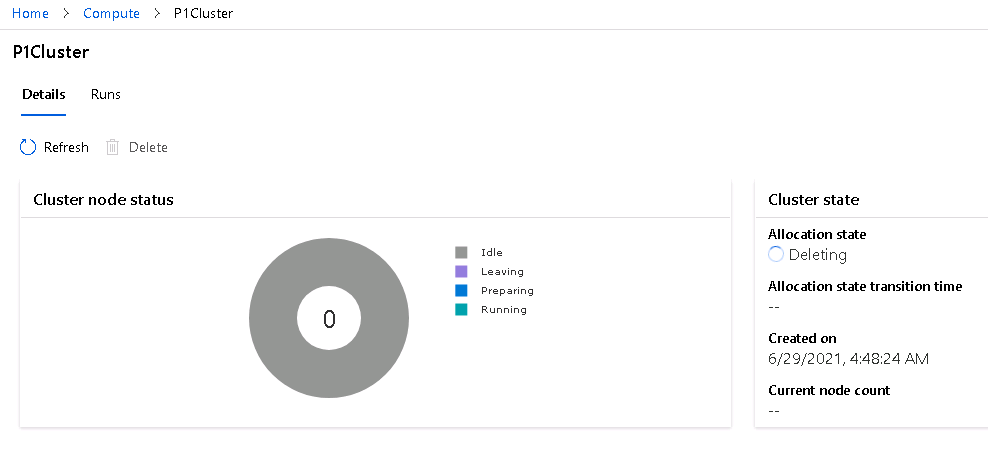 Home > Compute > P1Cluster
P1Cluster
Details Runs
Refresh Delete
Cluster node status
0
Idle
Leaving
Preparing
Running
Cluster state
Allocation state
Deleting
Allocation state transition time
--
Created on
6/29/2021, 4:48:24 AM
Current node count
--